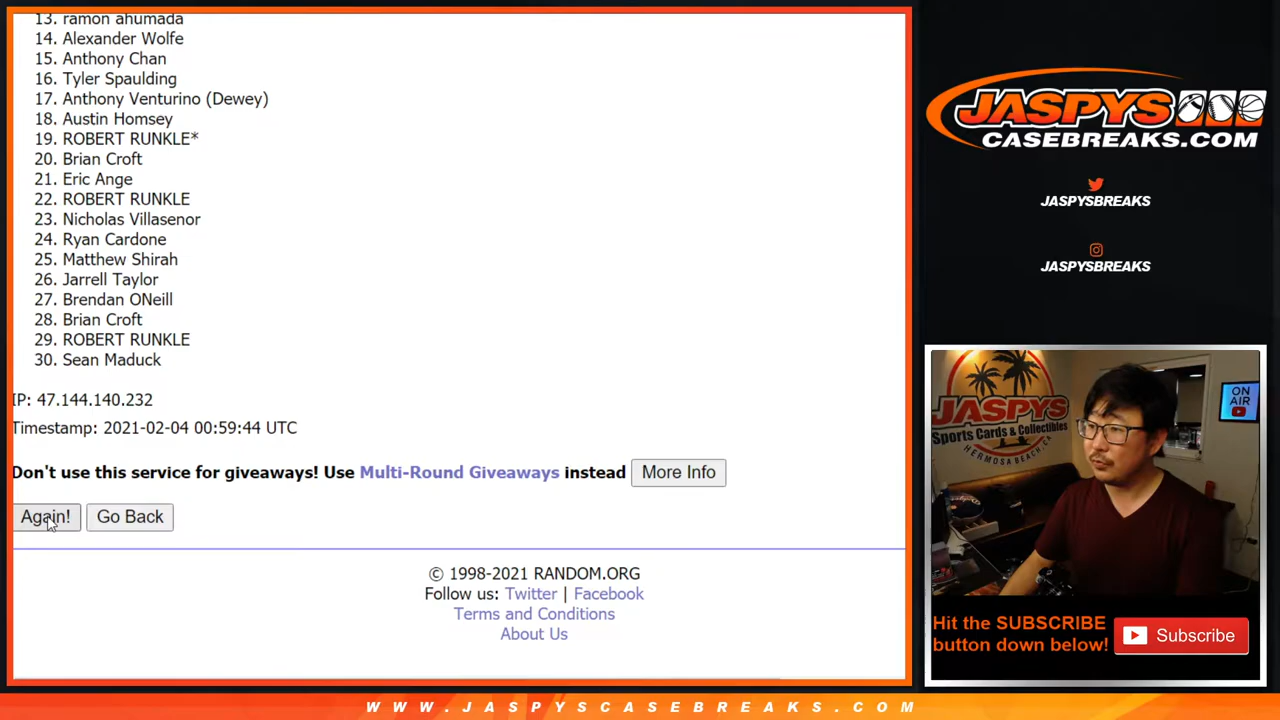 13. ramon ahumada
14. Alexander Wolfe
15. Anthony Chan
16. Tyler Spaulding
17. Anthony Venturino (Dewey)
18. Austin Homsey
19. ROBERT RUNKLE*
20. Brian Croft
21. Eric Ange
22. ROBERT RUNKLE
23. Nicholas Villasenor
24. Ryan Cardone
25. Matthew Shirah
26. Jarrell Taylor
27. Brendan ONeill
28. Brian Croft
29. ROBERT RUNKLE
30. Sean Maduck
IP: 47.144.140.232
Timestamp: 2021-02-04 00:59:44 UTC
Don't use this service for giveaways! Use Multi-Round Giveaways instead More Info
Again! Go Back
© 1998-2021 RANDOM.ORG
Follow us: Twitter | Facebook
Terms and Conditions
About Us
JASPYS
CASEBREAKS.COM
JASPYSBREAKS
JASPYSBREAKS
JASPYS
Sports Cards & Collectibles
HERMOSA BEACH, CA
ON
AIR
Hit the SUBSCRIBE
button down below!
Subscribe
WWW.JASPYSCASEBREAKS.COM